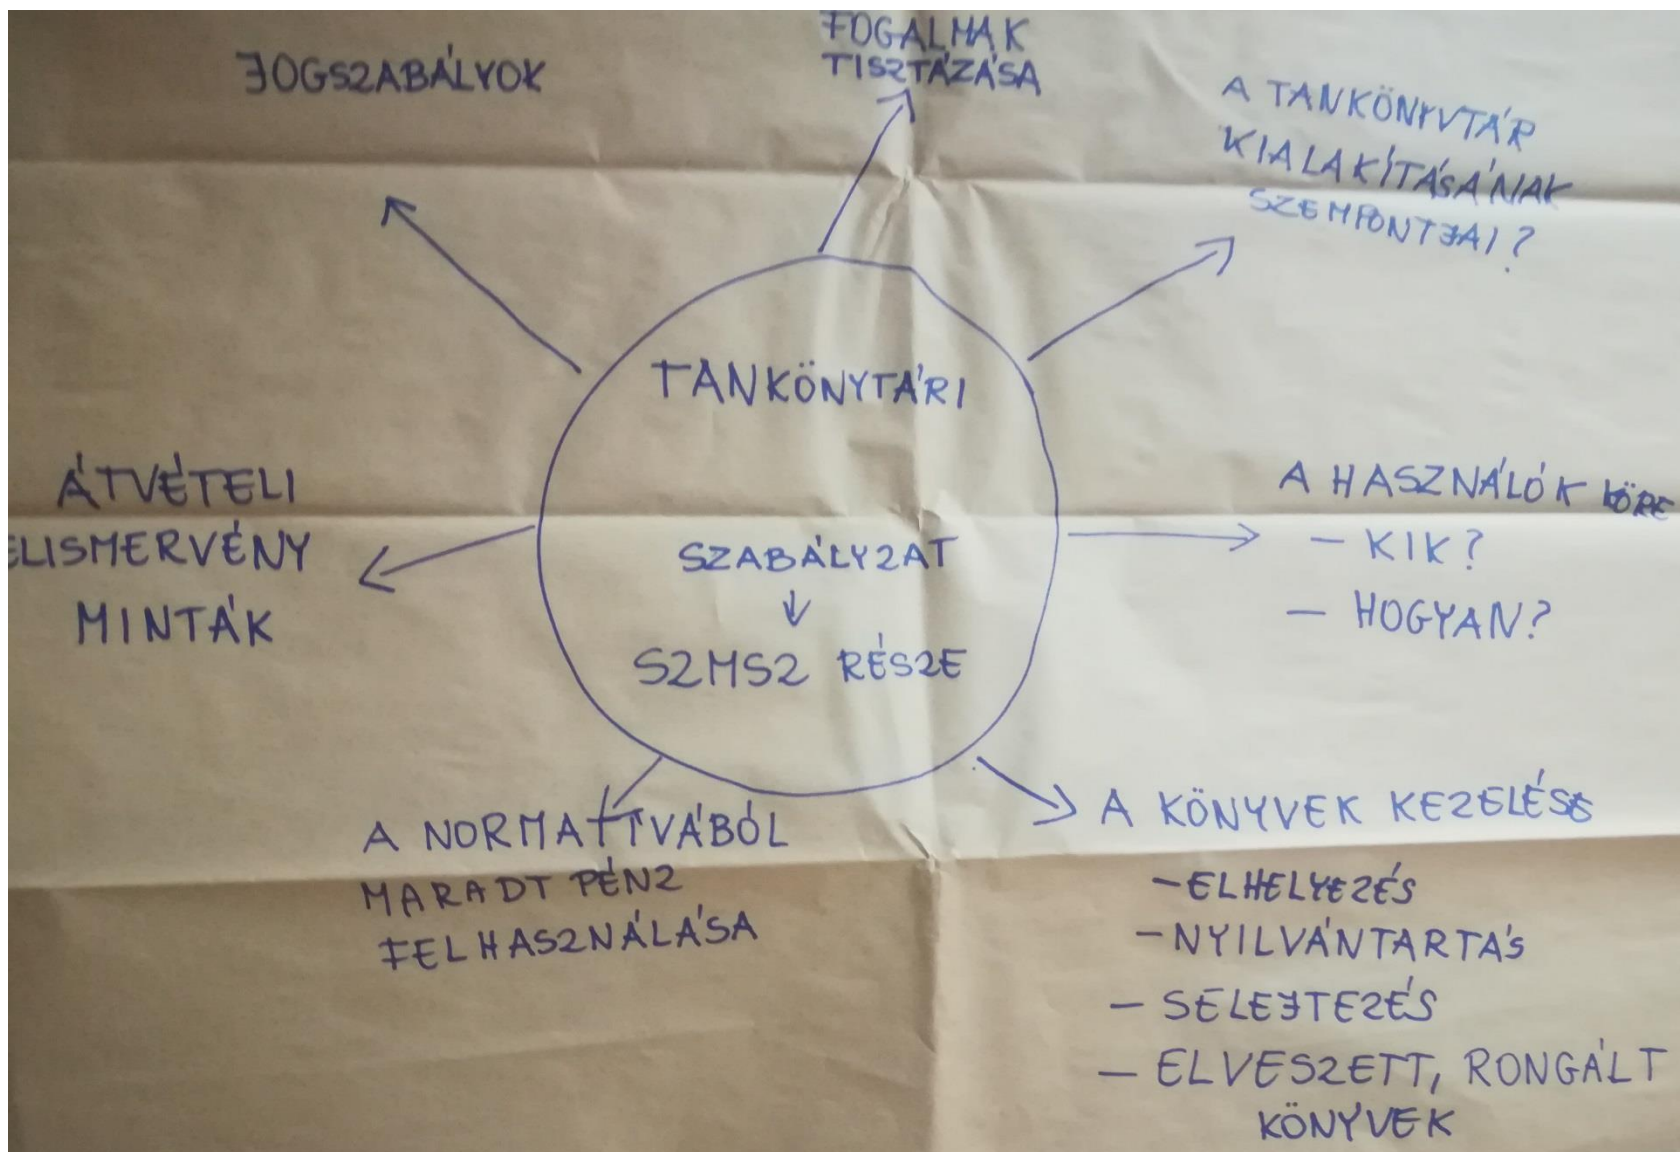 JOGSZABÁLYOK
FOGALMAK
TISZTÁZÁSA
A TANKÖNYVTÁR
KIALAKÍTÁSÁNAK
SZEMPONTJAI?
TANKÖNYTÁRI
SZABÁLYZAT
↓
SZMSZ RÉSZE
A HASZNÁLÓK KÖRE
– KIK?
– HOGYAN?
A KÖNYVEK KEZELÉSE
– ELHELYEZÉS
– NYILVÁNTARTÁS
– SELEJTEZÉS
– ELVESZETT, RONGÁLT
KÖNYVEK
A NORMATÍVÁBÓL
MARADT PÉNZ
FELHASZNÁLÁSA
ÁTVÉTELI
ELISMERVÉNY
MINTÁK